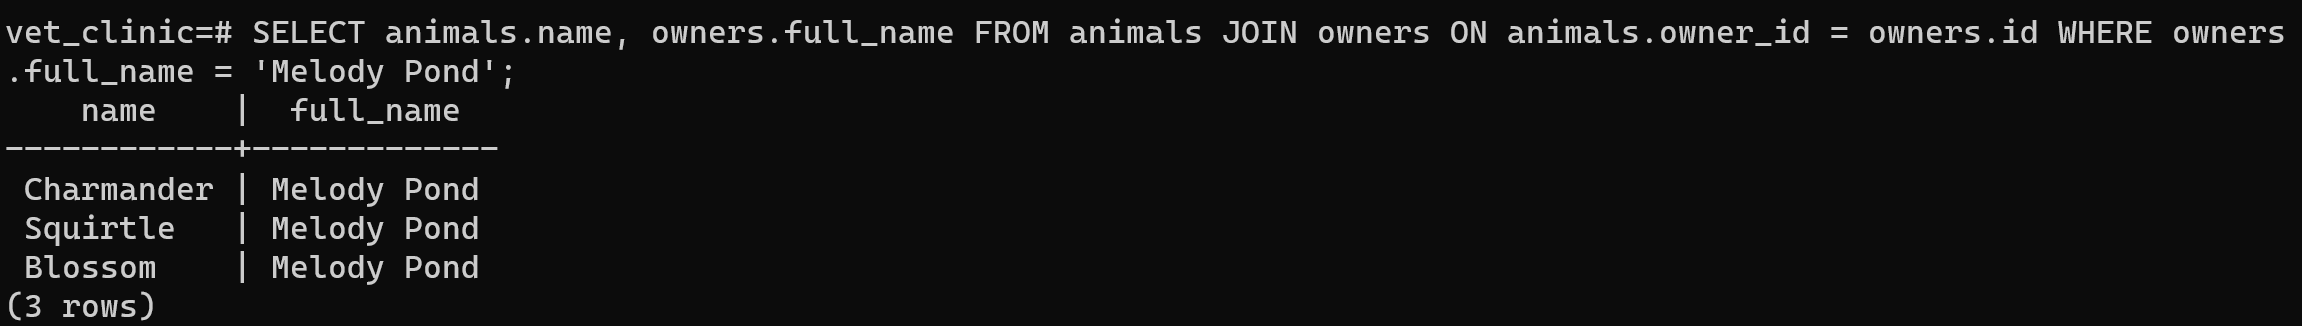 vet_clinic=# SELECT animals.name, owners.full_name FROM animals JOIN owners ON animals.owner_id = owners.id WHERE owners
.full_name = 'Melody Pond';
    name    |  full_name
------------+-------------
 Charmander | Melody Pond
 Squirtle   | Melody Pond
 Blossom    | Melody Pond
(3 rows)